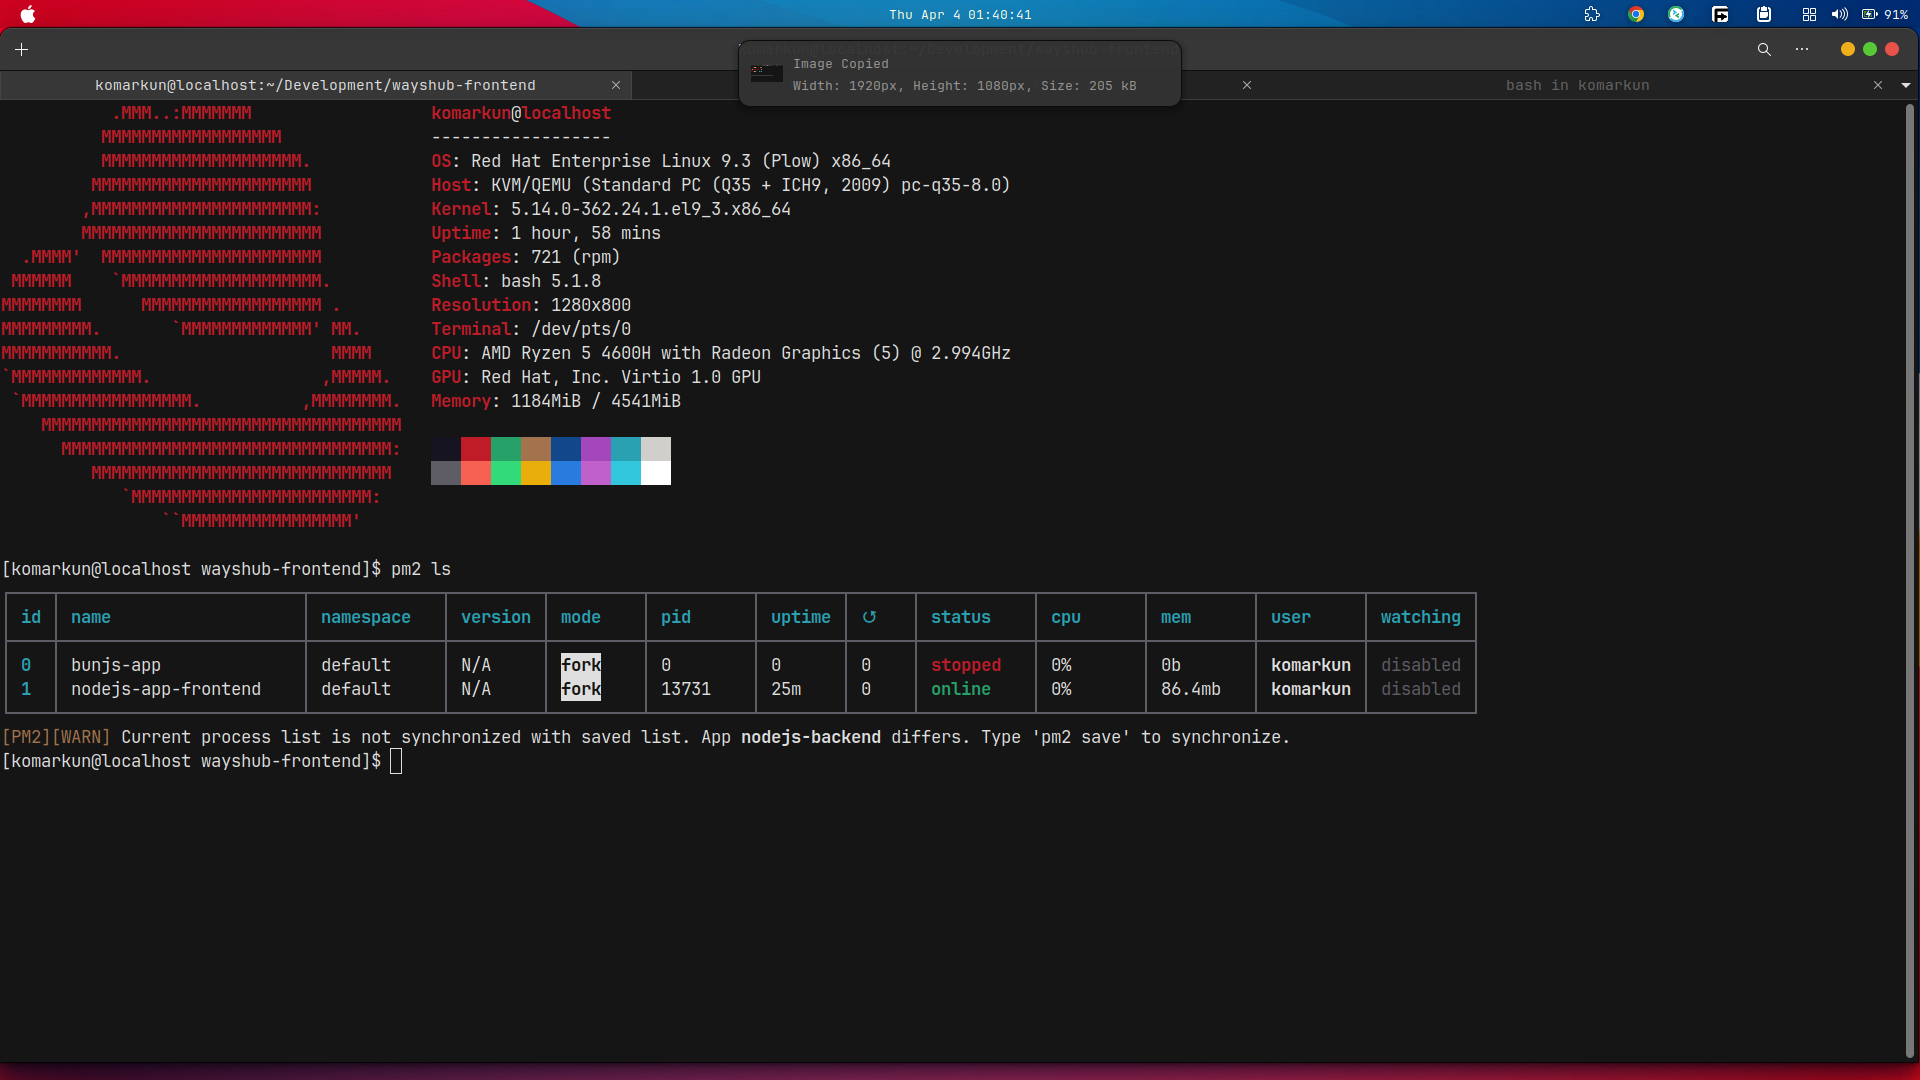 Thu Apr 4 01:40:41
91%
komarkun@localhost:~/Development/wayshub-frontend
Image Copied
Width: 1920px, Height: 1080px, Size: 205 kB
komarkun@localhost:~/Development/wayshub-frontend
bash in komarkun
.MMM..:MMMMMMM komarkun@localhost
MMMMMMMMMMMMMMMMMM ------------------
MMMMMMMMMMMMMMMMMMMM. OS: Red Hat Enterprise Linux 9.3 (Plow) x86_64
MMMMMMMMMMMMMMMMMMMMMM Host: KVM/QEMU (Standard PC (Q35 + ICH9, 2009) pc-q35-8.0)
,MMMMMMMMMMMMMMMMMMMMMM: Kernel: 5.14.0-362.24.1.el9_3.x86_64
MMMMMMMMMMMMMMMMMMMMMMMM Uptime: 1 hour, 58 mins
.MMMM' MMMMMMMMMMMMMMMMMMMMMM Packages: 721 (rpm)
MMMMMM `MMMMMMMMMMMMMMMMMMMM. Shell: bash 5.1.8
MMMMMMMM MMMMMMMMMMMMMMMMMM . Resolution: 1280x800
MMMMMMMMM. `MMMMMMMMMMMMM' MM. Terminal: /dev/pts/0
MMMMMMMMMMM. MMMM CPU: AMD Ryzen 5 4600H with Radeon Graphics (5) @ 2.994GHz
`MMMMMMMMMMMMM. ,MMMMM. GPU: Red Hat, Inc. Virtio 1.0 GPU
`MMMMMMMMMMMMMMMMM. ,MMMMMMMM. Memory: 1184MiB / 4541MiB
MMMMMMMMMMMMMMMMMMMMMMMMMMMMMMMMMMMM
MMMMMMMMMMMMMMMMMMMMMMMMMMMMMMMMM:
MMMMMMMMMMMMMMMMMMMMMMMMMMMMMM
`MMMMMMMMMMMMMMMMMMMMMMMM:
``MMMMMMMMMMMMMMMMM'
[komarkun@localhost wayshub-frontend]$ pm2 ls
id name namespace version mode pid uptime ↺ status cpu mem user watching
0 bunjs-app default N/A fork 0 0 0 stopped 0% 0b komarkun disabled
1 nodejs-app-frontend default N/A fork 13731 25m 0 online 0% 86.4mb komarkun disabled
[PM2][WARN] Current process list is not synchronized with saved list. App nodejs-backend differs. Type 'pm2 save' to synchronize.
[komarkun@localhost wayshub-frontend]$